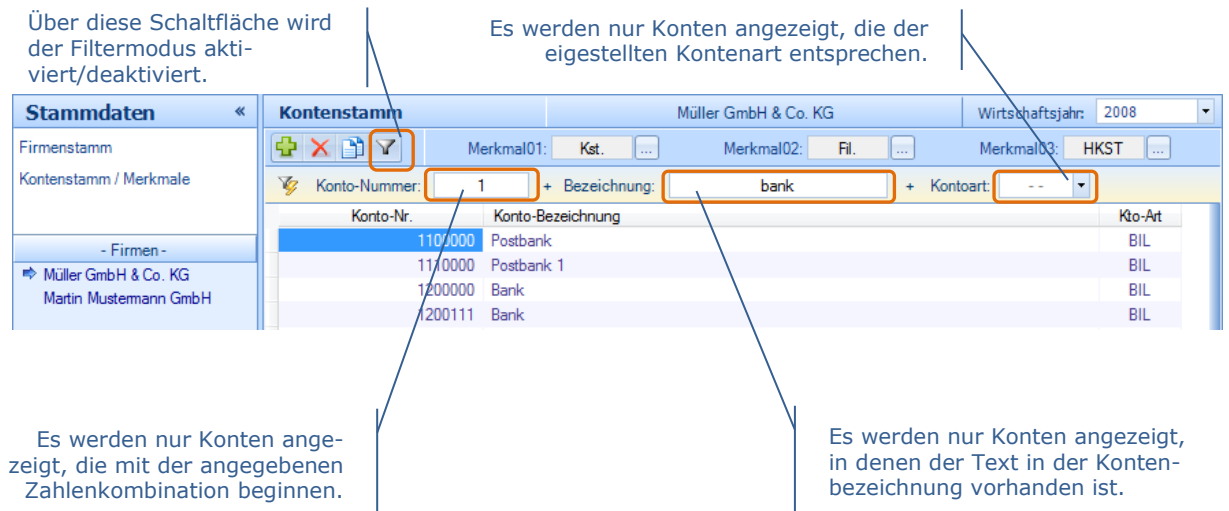 Über diese Schaltfläche wird
der Filtermodus akti-
viert/deaktiviert.
Es werden nur Konten angezeigt, die der
eigestellten Kontenart entsprechen.
Stammdaten «
Firmenstamm
Kontenstamm / Merkmale
- Firmen -
Müller GmbH & Co. KG
Martin Mustermann GmbH
Kontenstamm Müller GmbH & Co. KG Wirtschaftsjahr: 2008
Merkmal01: Kst. ... Merkmal02: Fil. ... Merkmal03: HKST ...
Konto-Nummer: 1 + Bezeichnung: bank + Kontoart: - -
Konto-Nr. Konto-Bezeichnung Kto-Art
1100000 Postbank BIL
1110000 Postbank 1 BIL
1200000 Bank BIL
1200111 Bank BIL
Es werden nur Konten ange-
zeigt, die mit der angegebenen
Zahlenkombination beginnen.
Es werden nur Konten angezeigt,
in denen der Text in der Konten-
bezeichnung vorhanden ist.